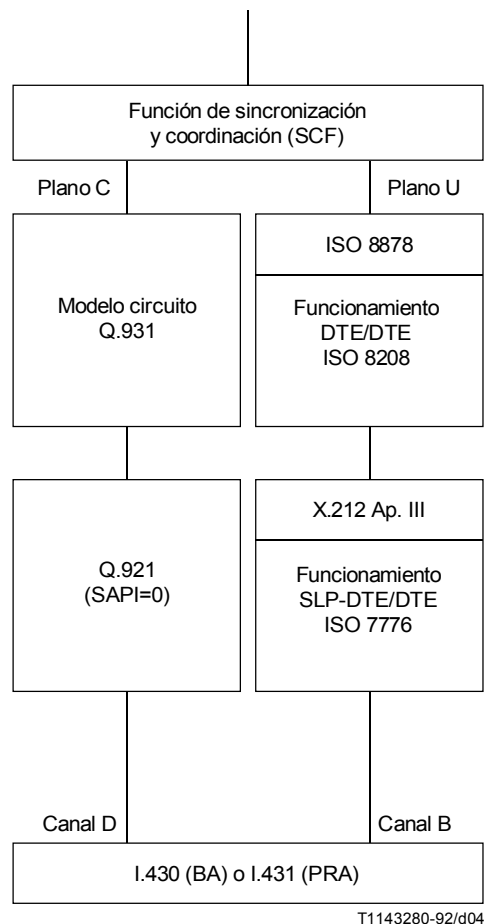 Función de sincronización
y coordinación (SCF)
Plano C
Plano U
ISO 8878
Modelo circuito
Q.931
Funcionamiento
DTE/DTE
ISO 8208
X.212 Ap. III
Q.921
(SAPI=0)
Funcionamiento
SLP-DTE/DTE
ISO 7776
Canal D
Canal B
I.430 (BA) o I.431 (PRA)
T1143280-92/d04